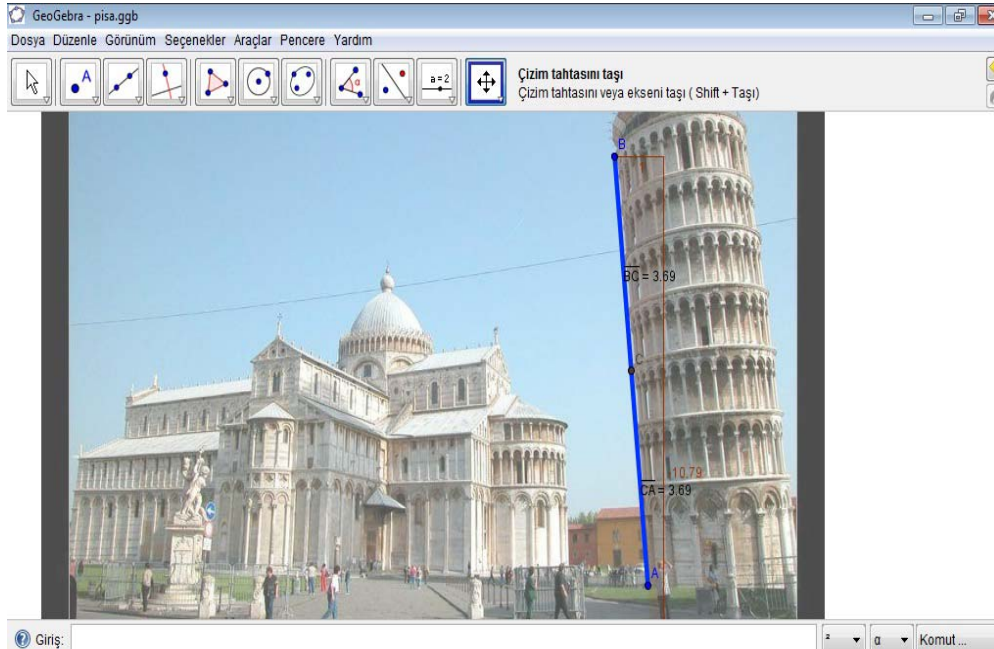 GeoGebra - pisa.ggb
Dosya Düzenle Görünüm Seçenekler Araçlar Pencere Yardım
A
α
a=2
Çizim tahtasını taşı
Çizim tahtasını veya ekseni taşı ( Shift + Taşı)
B
BC = 3.69
C
-10.79
CA = 3.69
A
Giriş:
²
α
Komut ...